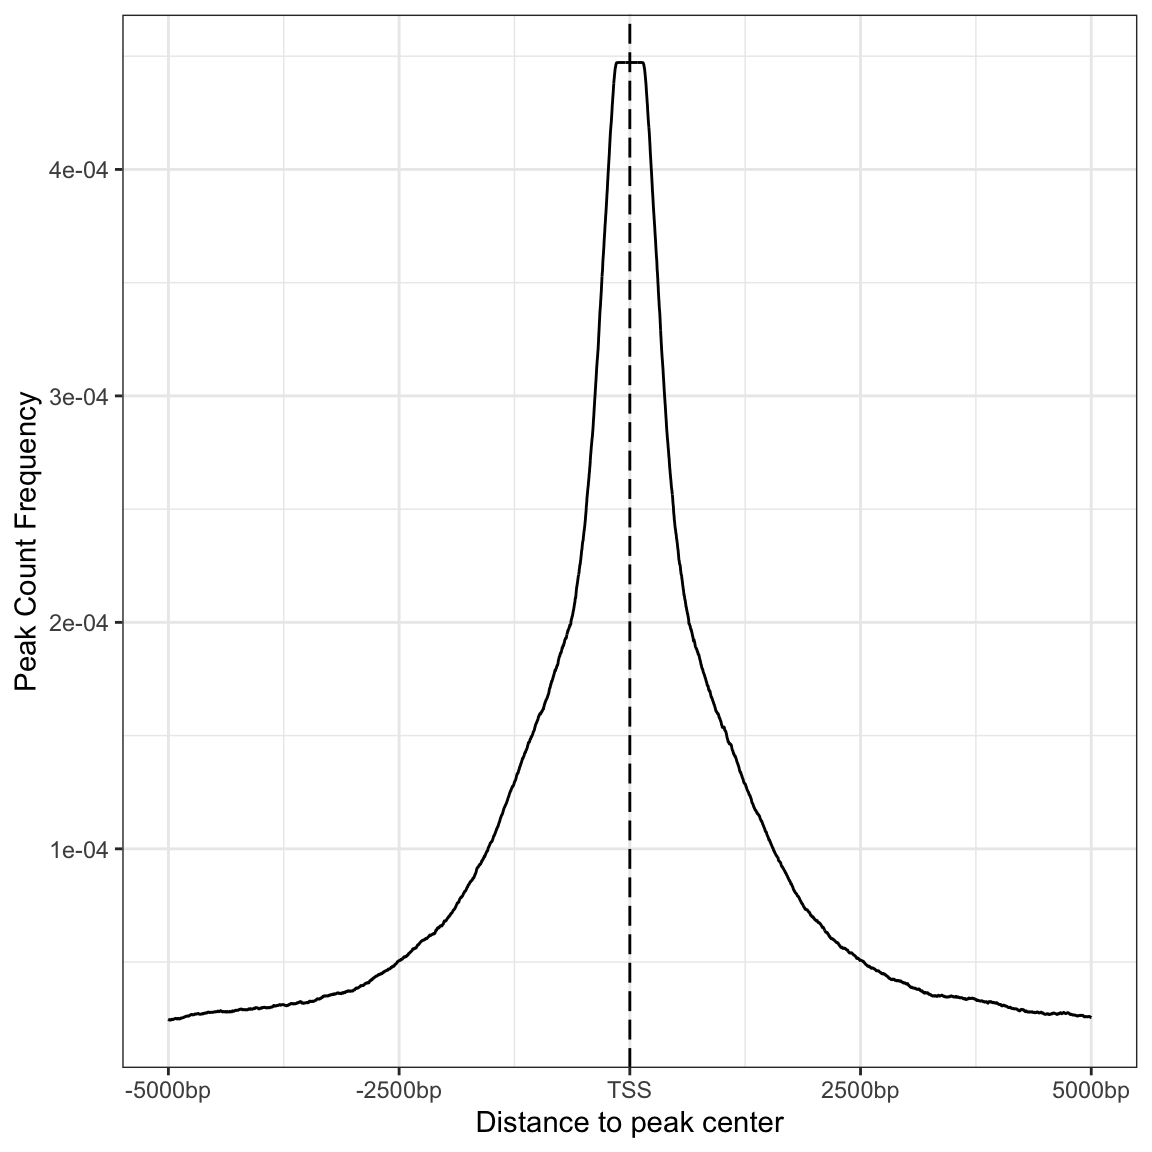 Peak Count Frequency
4e-04
3e-04
2e-04
1e-04
-5000bp
-2500bp
TSS
2500bp
5000bp
Distance to peak center